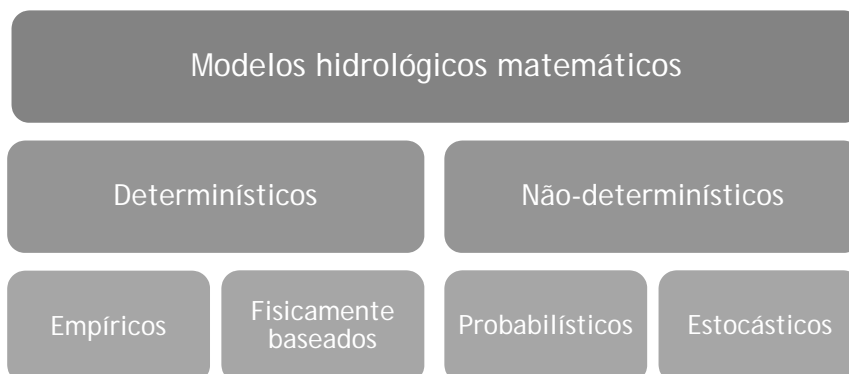 Modelos hidrológicos matemáticos
Determinísticos
Não-determinísticos
Empíricos
Fisicamente
baseados
Probabilísticos
Estocásticos